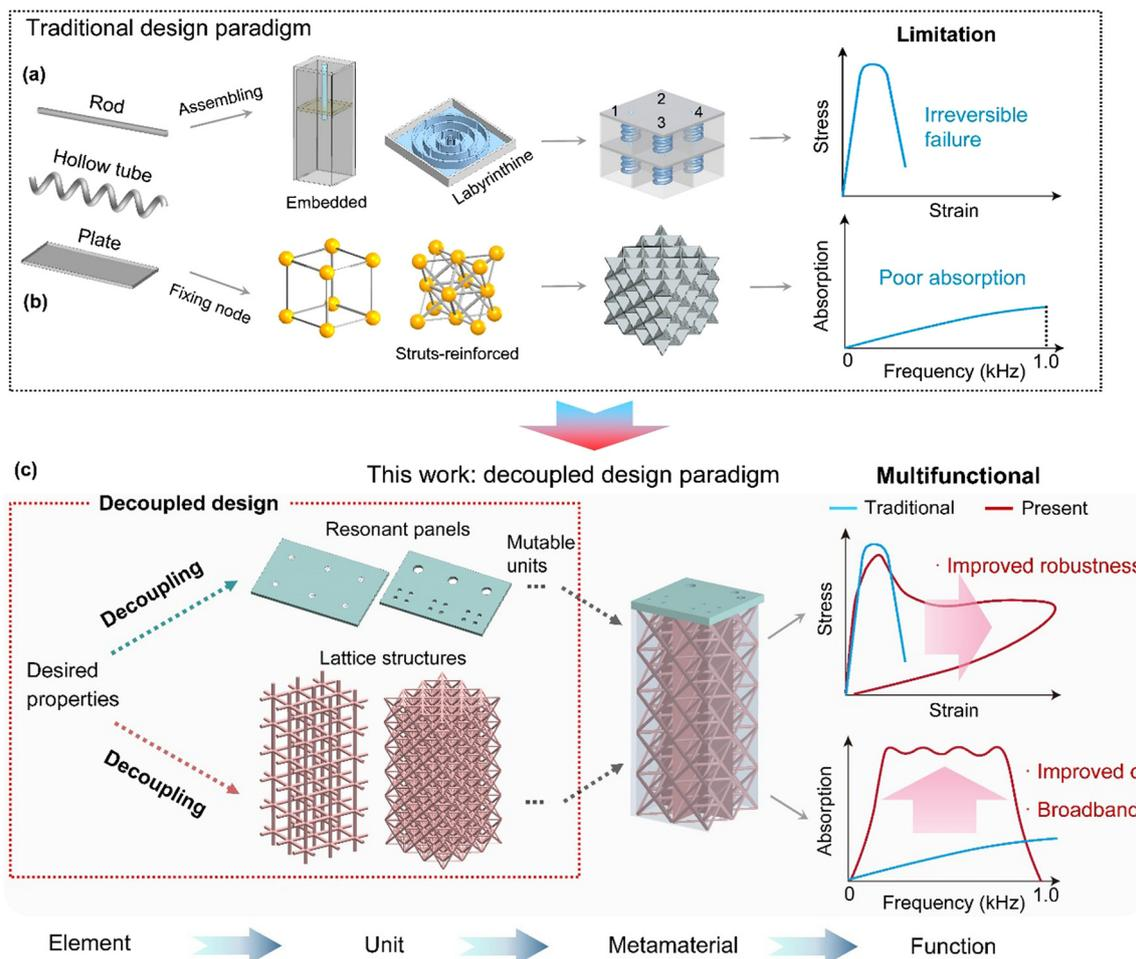 Traditional design paradigm
(a)
Rod
Assembling
Hollow tube
Plate
(b)
Fixing node
Embedded
Labyrinthine
Struts-reinforced
1
2
3
4
Limitation
Stress
Irreversible
failure
Strain
Absorption
Poor absorption
0
1.0
Frequency (kHz)
(c)
This work: decoupled design paradigm
Decoupled design
Resonant panels
Mutable
units
Decoupling
Desired
properties
Lattice structures
Decoupling
Multifunctional
Traditional
Present
· Improved robustness
Stress
Strain
· Improved
· Broadband
Absorption
0
1.0
Frequency (kHz)
Element
Unit
Metamaterial
Function